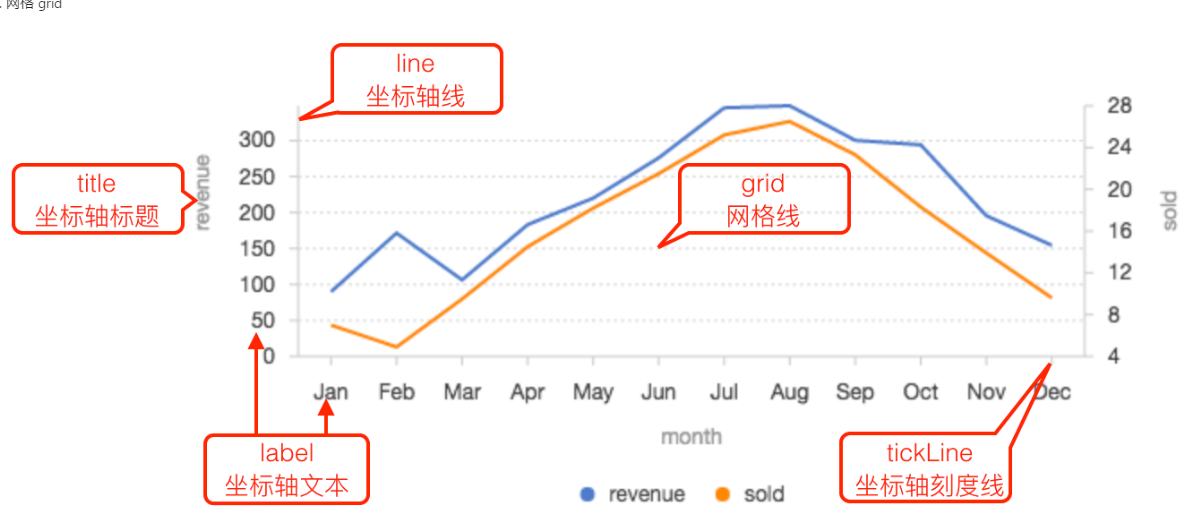 . 网格 grid
line
坐标轴线
title
坐标轴标题
revenue
300
250
200
150
100
50
0
grid
网格线
28
24
20
16
12
8
4
sold
Jan Feb Mar Apr May Jun Jul Aug Sep Oct Nov Dec
month
label
坐标轴文本
tickLine
坐标轴刻度线
revenue sold